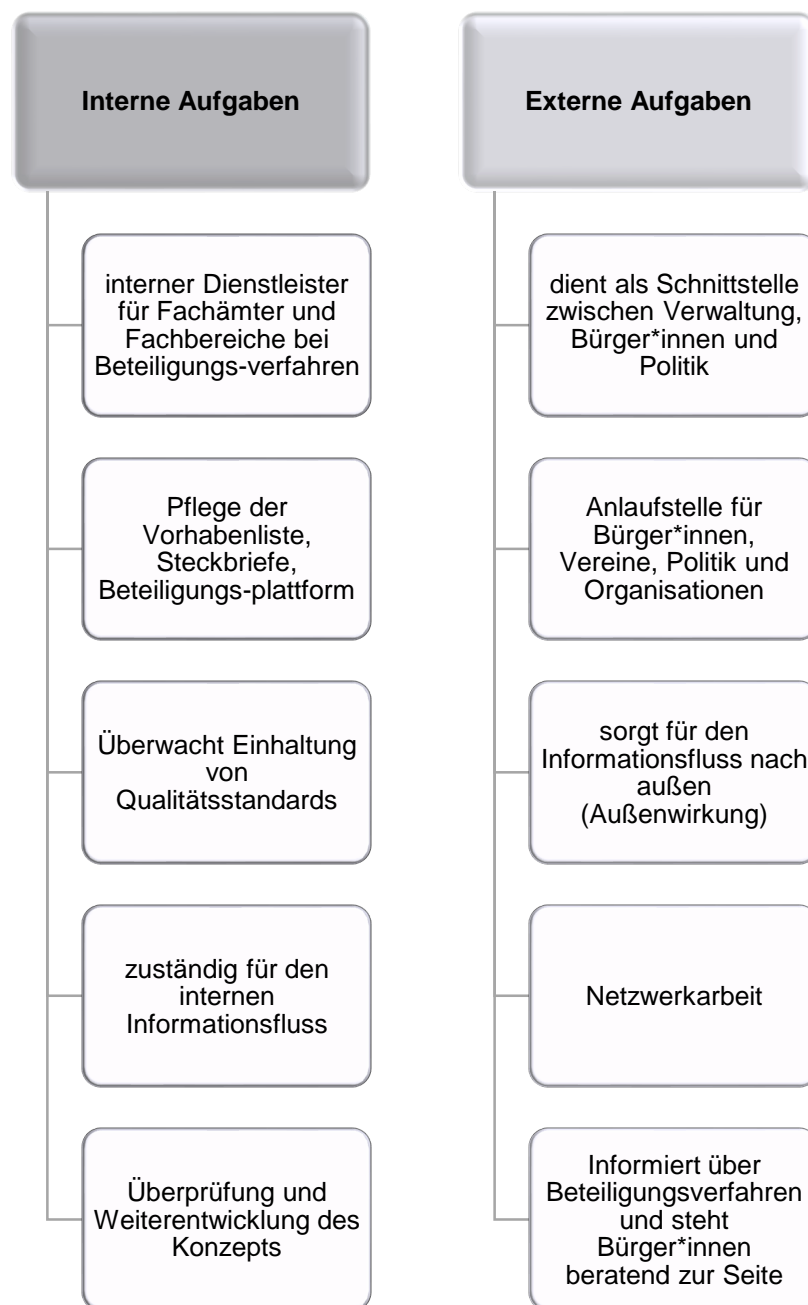 Interne Aufgaben
interner Dienstleister
für Fachämter und
Fachbereiche bei
Beteiligungs-verfahren
Pflege der
Vorhabenliste,
Steckbriefe,
Beteiligungs-plattform
Überwacht Einhaltung
von
Qualitätsstandards
zuständig für den
internen
Informationsfluss
Überprüfung und
Weiterentwicklung des
Konzepts
Externe Aufgaben
dient als Schnittstelle
zwischen Verwaltung,
Bürger*innen und
Politik
Anlaufstelle für
Bürger*innen,
Vereine, Politik und
Organisationen
sorgt für den
Informationsfluss nach
außen
(Außenwirkung)
Netzwerkarbeit
Informiert über
Beteiligungsverfahren
und steht
Bürger*innen
beratend zur Seite